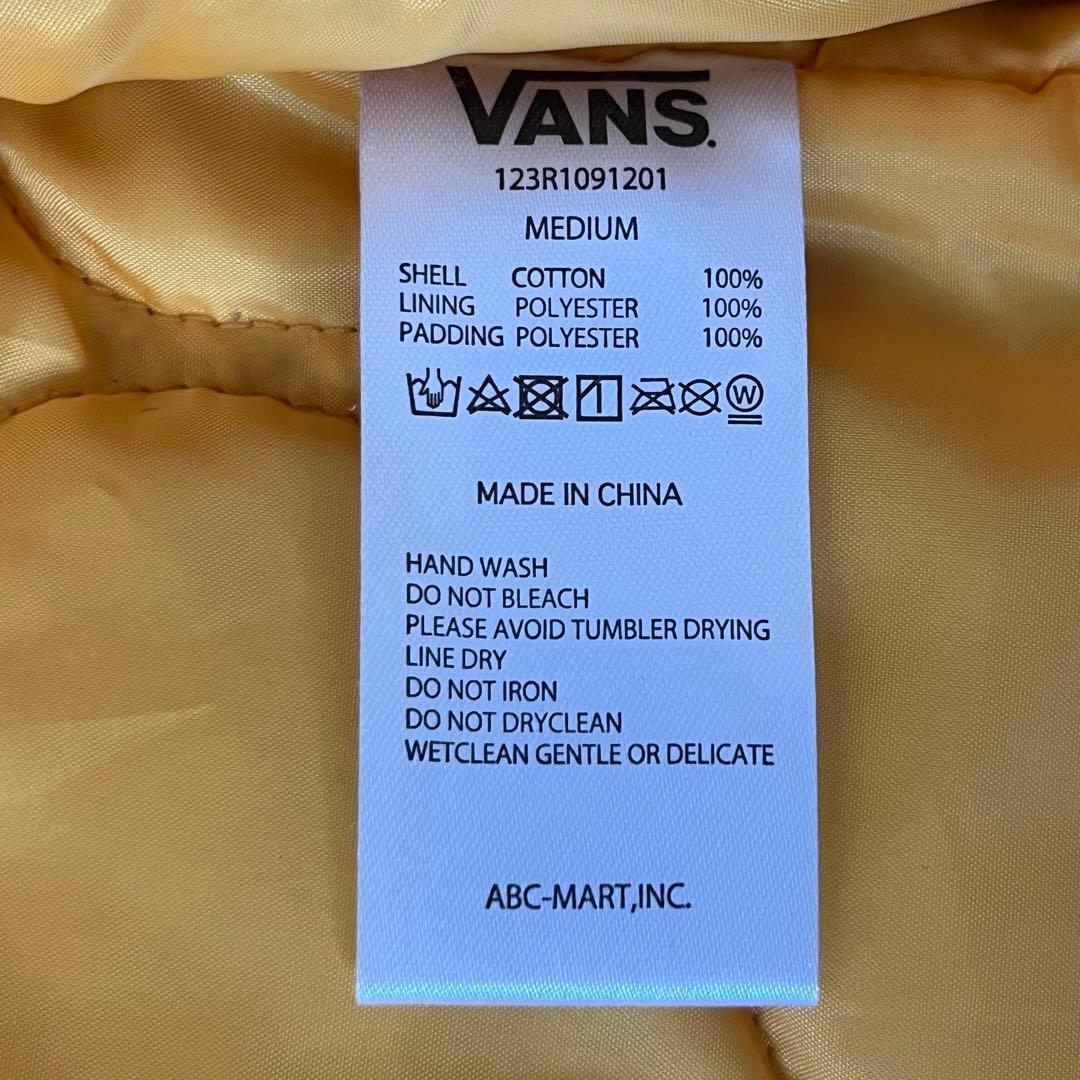 VANS.
123R1091201
MEDIUM
SHELL COTTON 100%
LINING POLYESTER 100%
PADDING POLYESTER 100%
W
MADE IN CHINA
HAND WASH
DO NOT BLEACH
PLEASE AVOID TUMBLER DRYING
LINE DRY
DO NOT IRON
DO NOT DRYCLEAN
WETCLEAN GENTLE OR DELICATE
ABC-MART,INC.